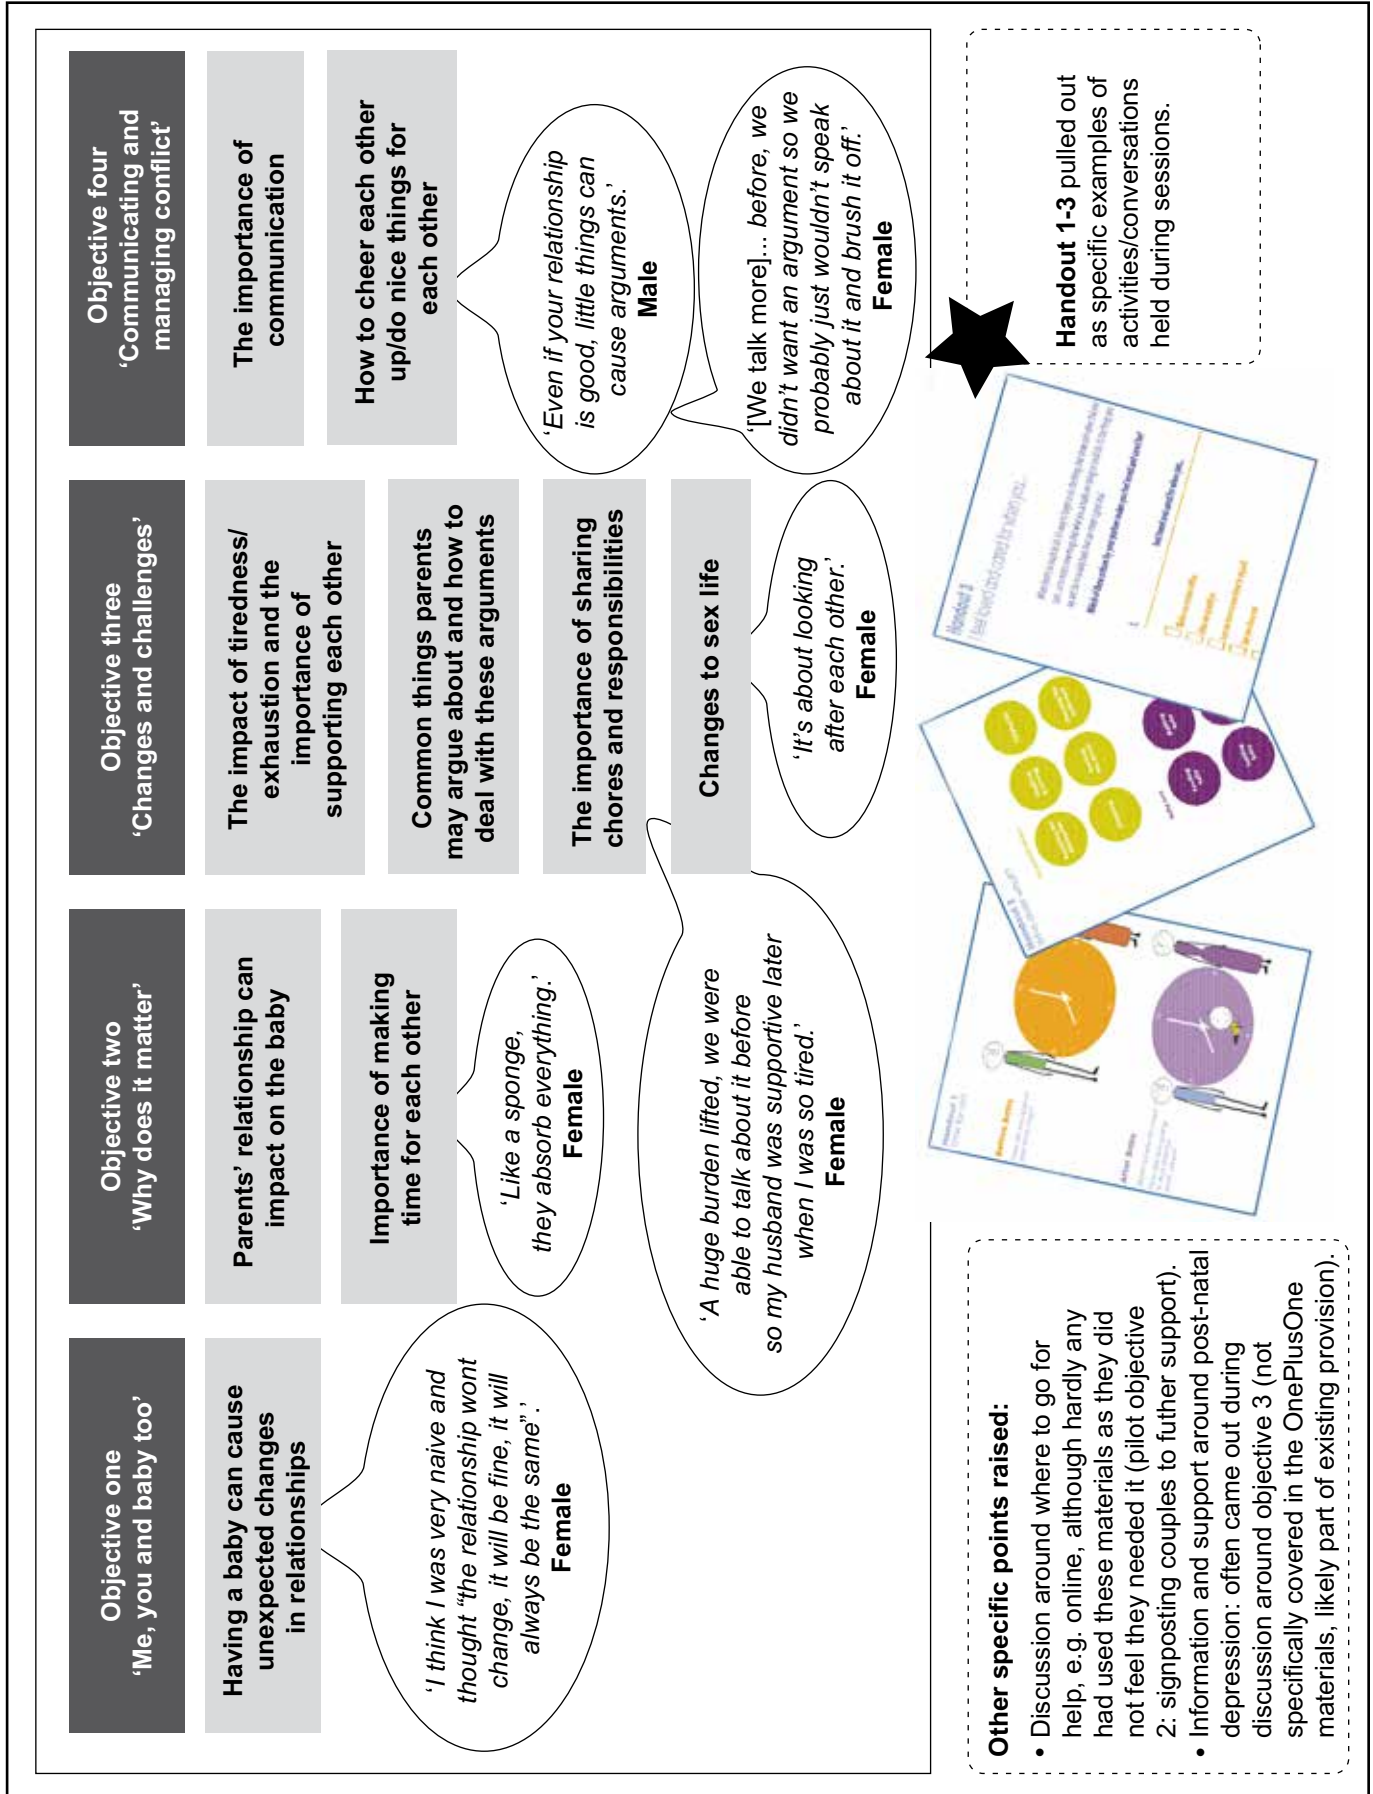 Objective one
‘Me, you and baby too’
Having a baby can cause
unexpected changes
in relationships
‘I think I was very naive and
thought “the relationship wont
change, it will be fine, it will
always be the same”.’
Female
Objective two
‘Why does it matter’
Parents’ relationship can
impact on the baby
Importance of making
time for each other
‘Like a sponge,
they absorb everything.’
Female
Objective three
‘Changes and challenges’
The impact of tiredness/
exhaustion and the
importance of
supporting each other
Common things parents
may argue about and how to
deal with these arguments
The importance of sharing
chores and responsibilities
Changes to sex life
‘A huge burden lifted, we were
able to talk about it before
so my husband was supportive later
when I was so tired.’
Female
‘It’s about looking
after each other.’
Female
Objective four
‘Communicating and
managing conflict’
The importance of
communication
How to cheer each other
up/do nice things for
each other
‘Even if your relationship
is good, little things can
cause arguments.’
Male
‘[We talk more]... before, we
didn’t want an argument so we
probably just wouldn’t speak
about it and brush it off.’
Female
Other specific points raised:
• Discussion around where to go for
help, e.g. online, although hardly any
had used these materials as they did
not feel they needed it (pilot objective
2: signposting couples to futher support).
• Information and support around post-natal
depression: often came out during
discussion around objective 3 (not
specifically covered in the OnePlusOne
materials, likely part of existing provision).
Handout 3
I feel loved and cared for when you...
Handout 1-3 pulled out
as specific examples of
activities/conversations
held during sessions.